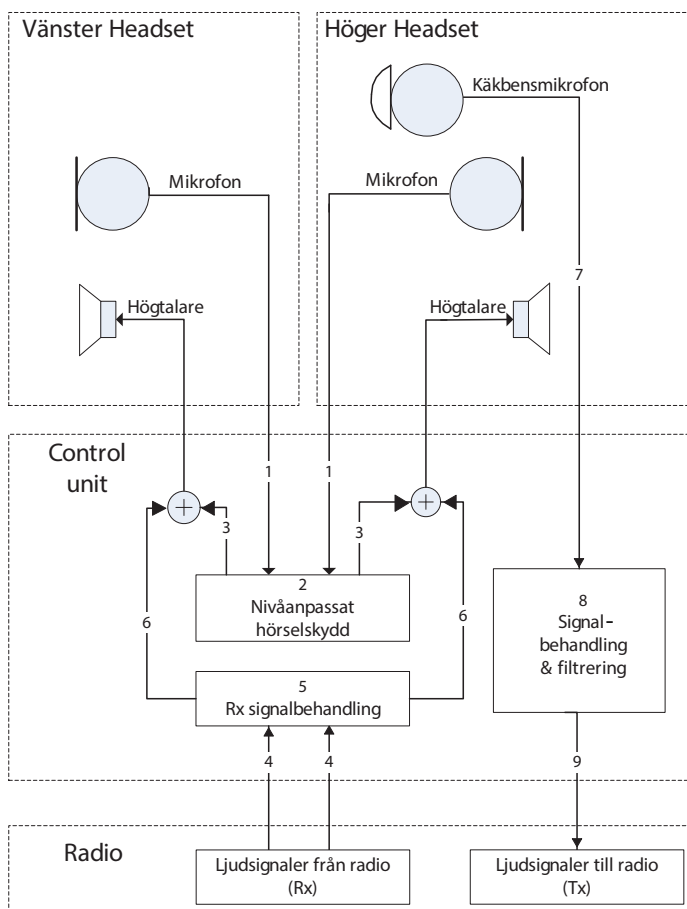 Vänster Headset
Höger Headset
Käkbensmikrofon
Mikrofon
Mikrofon
7
Högtalare
Högtalare
Control
unit
1
1
+
+
3
3
2
Nivåanpassat
hörselskydd
8
Signal-
behandling
& filtrering
6
6
5
Rx signalbehandling
4
4
9
Radio
Ljudsignaler från radio
(Rx)
Ljudsignaler till radio
(Tx)